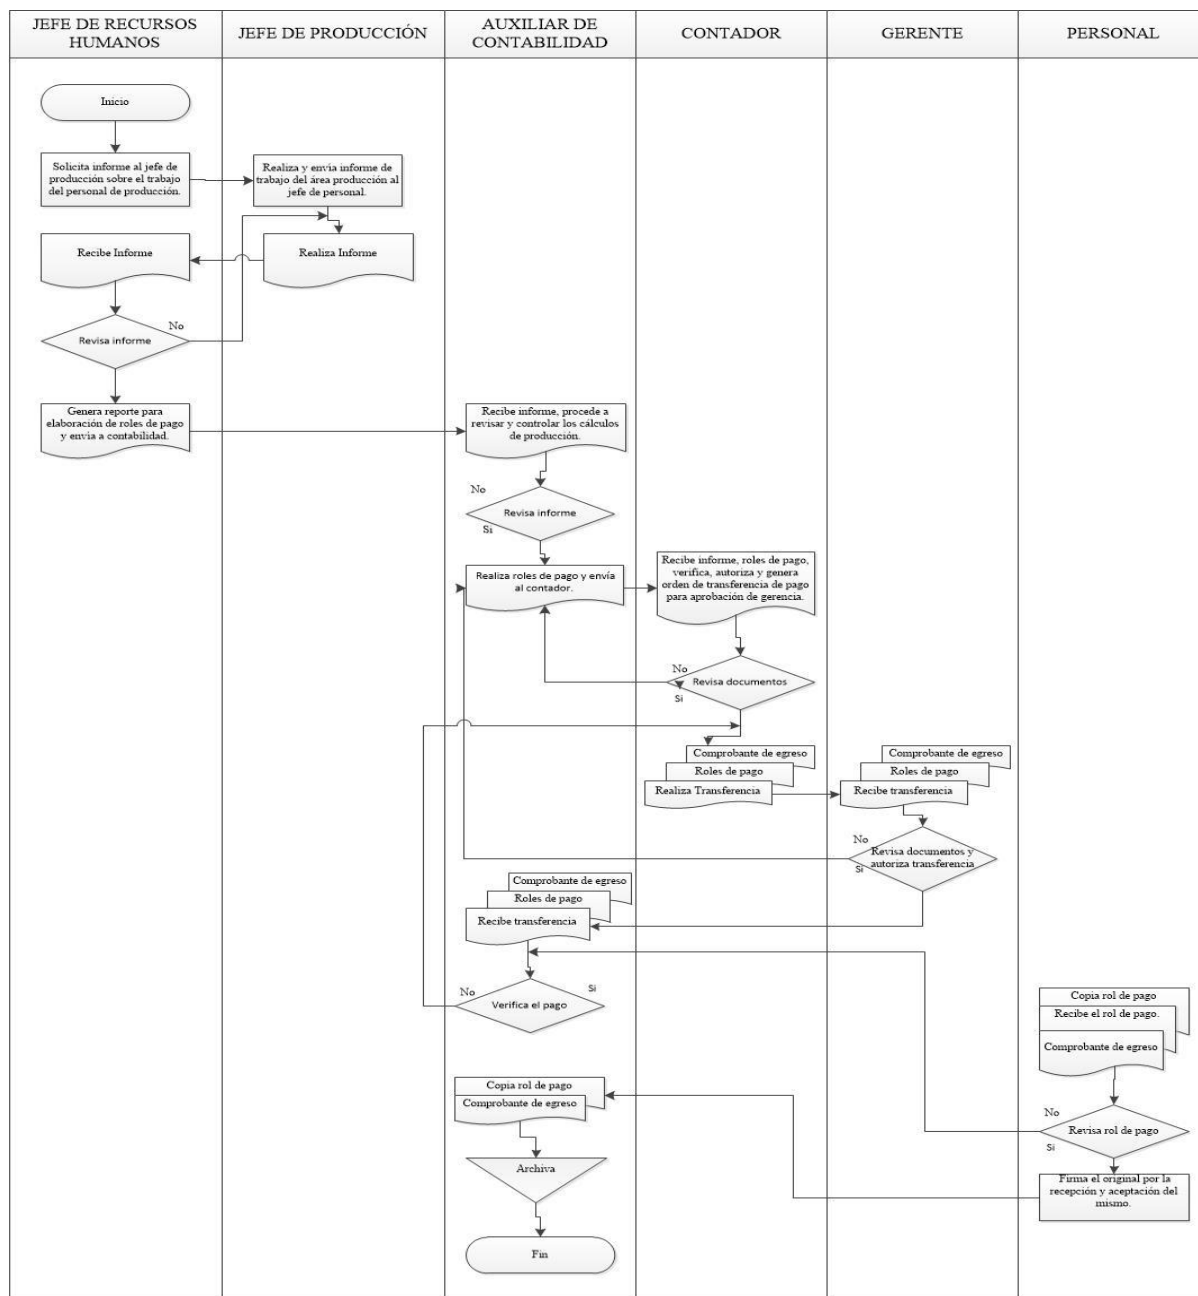 JEFE DE RECURSOS
HUMANOS
JEFE DE PRODUCCIÓN
AUXILIAR DE
CONTABILIDAD
CONTADOR
GERENTE
PERSONAL
Inicio
Solicita informe al jefe de
producción sobre el trabajo
del personal de producción.
Realiza y envía informe de
trabajo del área producción al
jefe de personal.
Recibe Informe
Realiza Informe
No
Revisa informe
Genera reporte para
elaboración de roles de pago
y envía a contabilidad.
Recibe informe, procede a
revisar y controlar los cálculos
de producción.
No
Revisa informe
Si
Realiza roles de pago y envía
al contador.
Recibe informe, roles de pago,
verifica, autoriza y genera
orden de transferencia de pago
para aprobación de gerencia.
No
Revisa documentos
Si
Comprobante de egreso
Roles de pago
Realiza Transferencia
Comprobante de egreso
Roles de pago
Recibe transferencia
No
Revisa documentos y
autoriza transferencia
Si
Comprobante de egreso
Roles de pago
Recibe transferencia
No
Si
Verifica el pago
Copia rol de pago
Recibe el rol de pago.
Comprobante de egreso
Copia rol de pago
Comprobante de egreso
No
Revisa rol de pago
Si
Archiva
Firma el original por la
recepción y aceptación del
mismo.
Fin